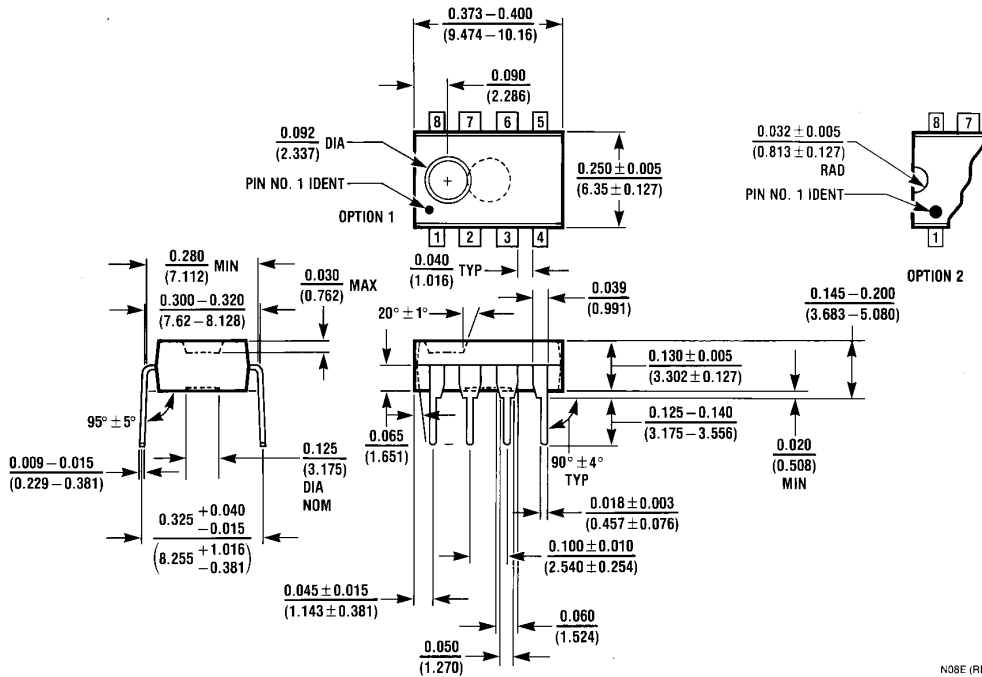 0.373–0.400
(9.474–10.16)
0.090
(2.286)
8 7 6 5
0.092 DIA
(2.337)
PIN NO. 1 IDENT
OPTION 1
1 2 3 4
0.250 ± 0.005
(6.35 ± 0.127)
8 7
0.032 ± 0.005
(0.813 ± 0.127)
RAD
PIN NO. 1 IDENT
1
OPTION 2
0.280 MIN
(7.112)
0.300–0.320
(7.62–8.128)
0.030 MAX
(0.762)
0.040 TYP
(1.016)
20° ± 1°
0.039
(0.991)
0.145–0.200
(3.683–5.080)
0.130 ± 0.005
(3.302 ± 0.127)
0.125–0.140
(3.175–3.556)
0.020
(0.508)
MIN
95° ± 5°
0.009–0.015
(0.229–0.381)
0.125
(3.175)
DIA
NOM
0.065
(1.651)
90° ± 4°
TYP
0.018 ± 0.003
(0.457 ± 0.076)
0.325 +0.040
-0.015
(8.255 +1.016
-0.381)
0.100 ± 0.010
(2.540 ± 0.254)
0.045 ± 0.015
(1.143 ± 0.381)
0.060
(1.524)
0.050
(1.270)
N08E